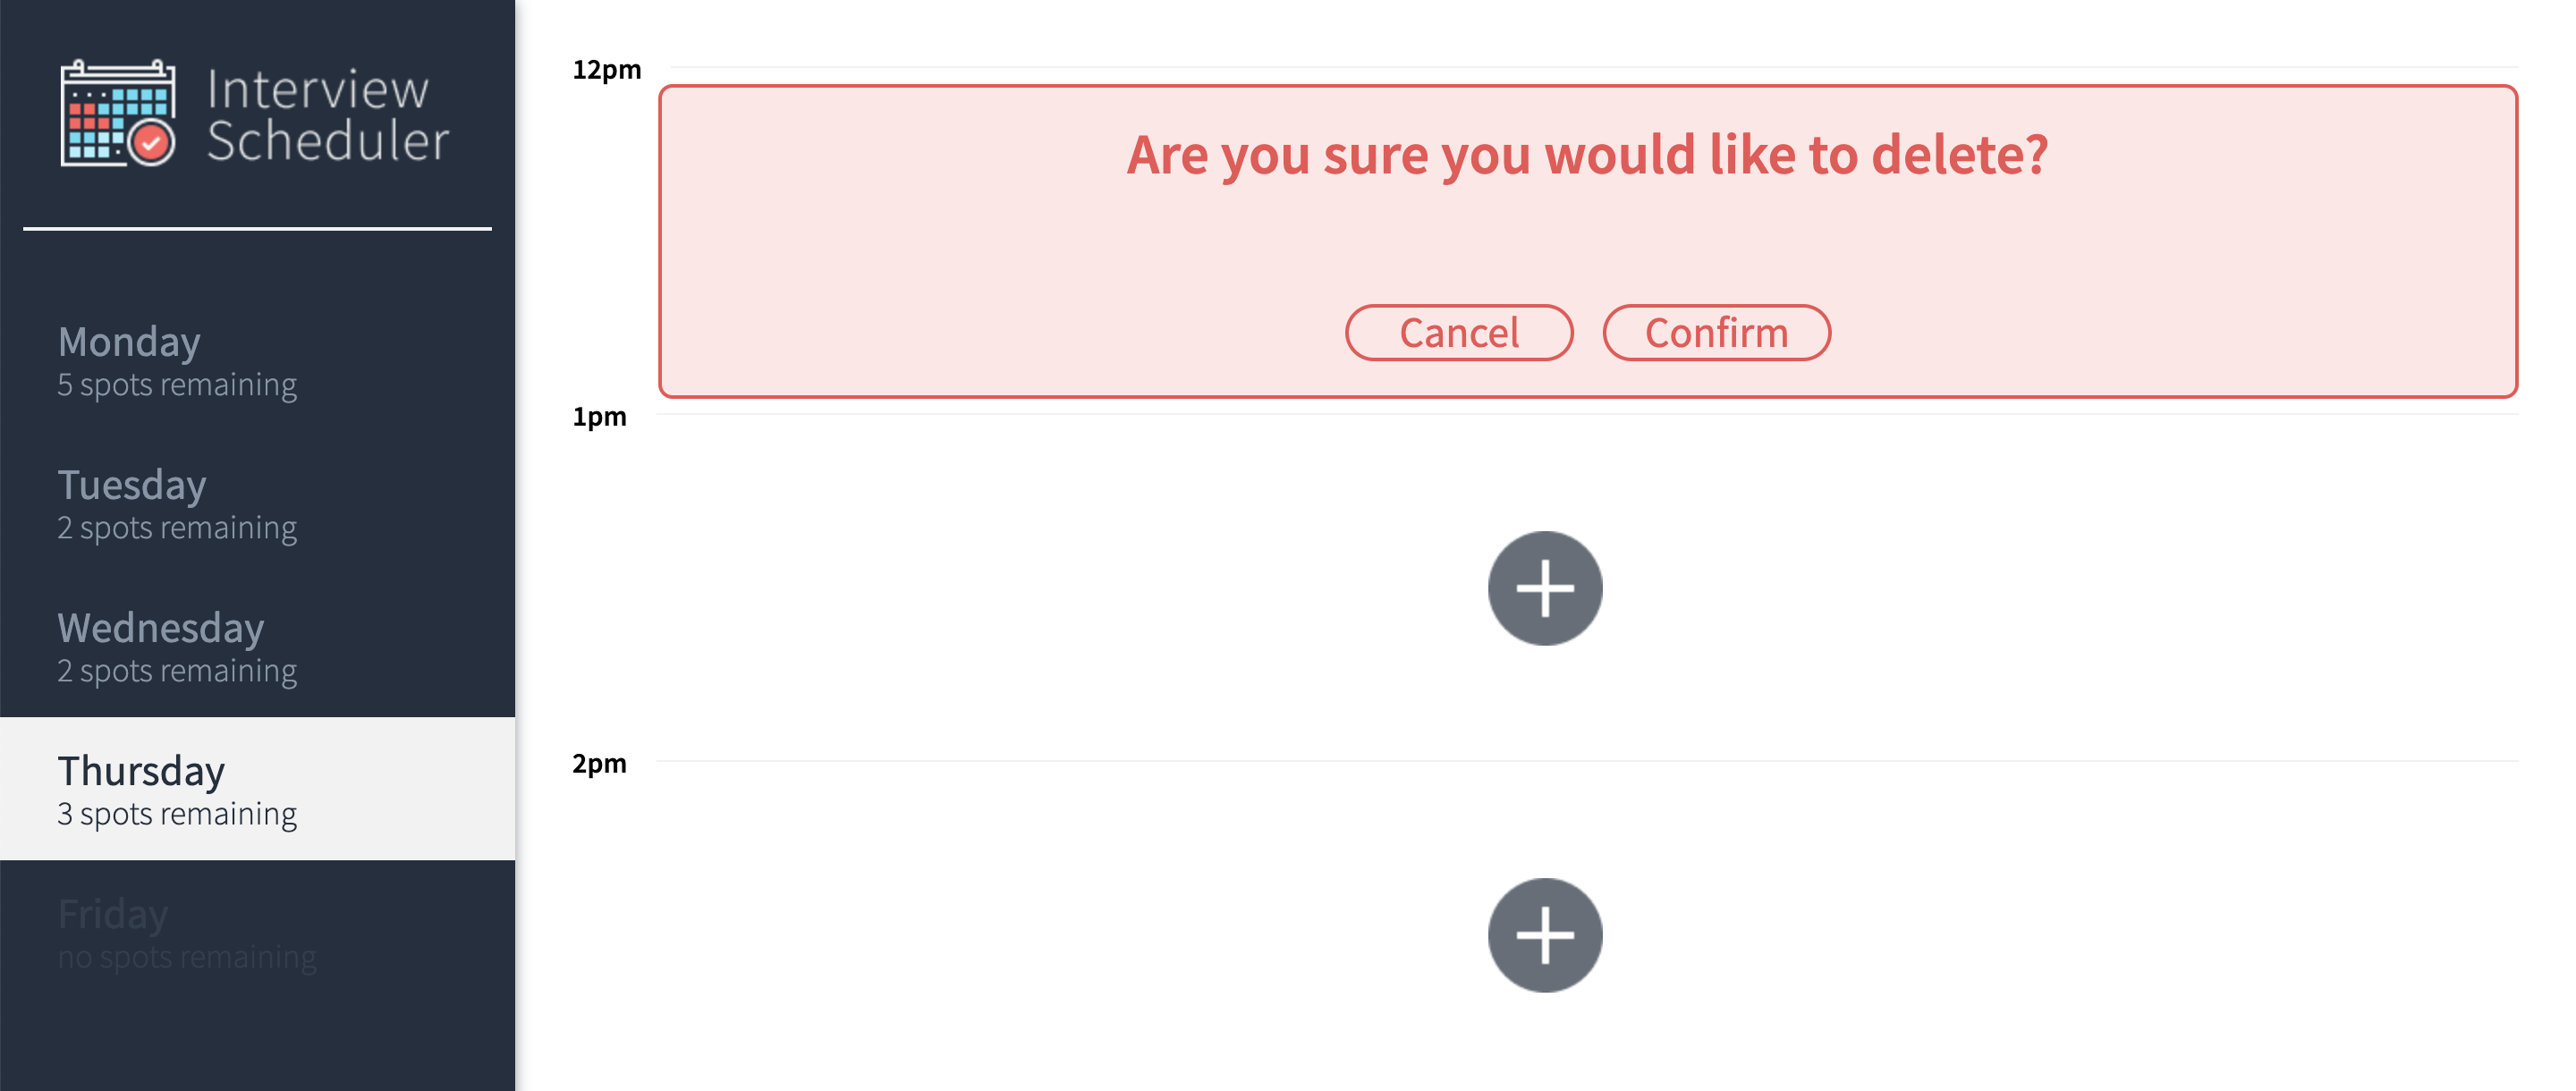 Interview
Scheduler
Monday
5 spots remaining
Tuesday
2 spots remaining
Wednesday
2 spots remaining
Thursday
3 spots remaining
Friday
no spots remaining
12pm
Are you sure you would like to delete?
Cancel Confirm
1pm
2pm